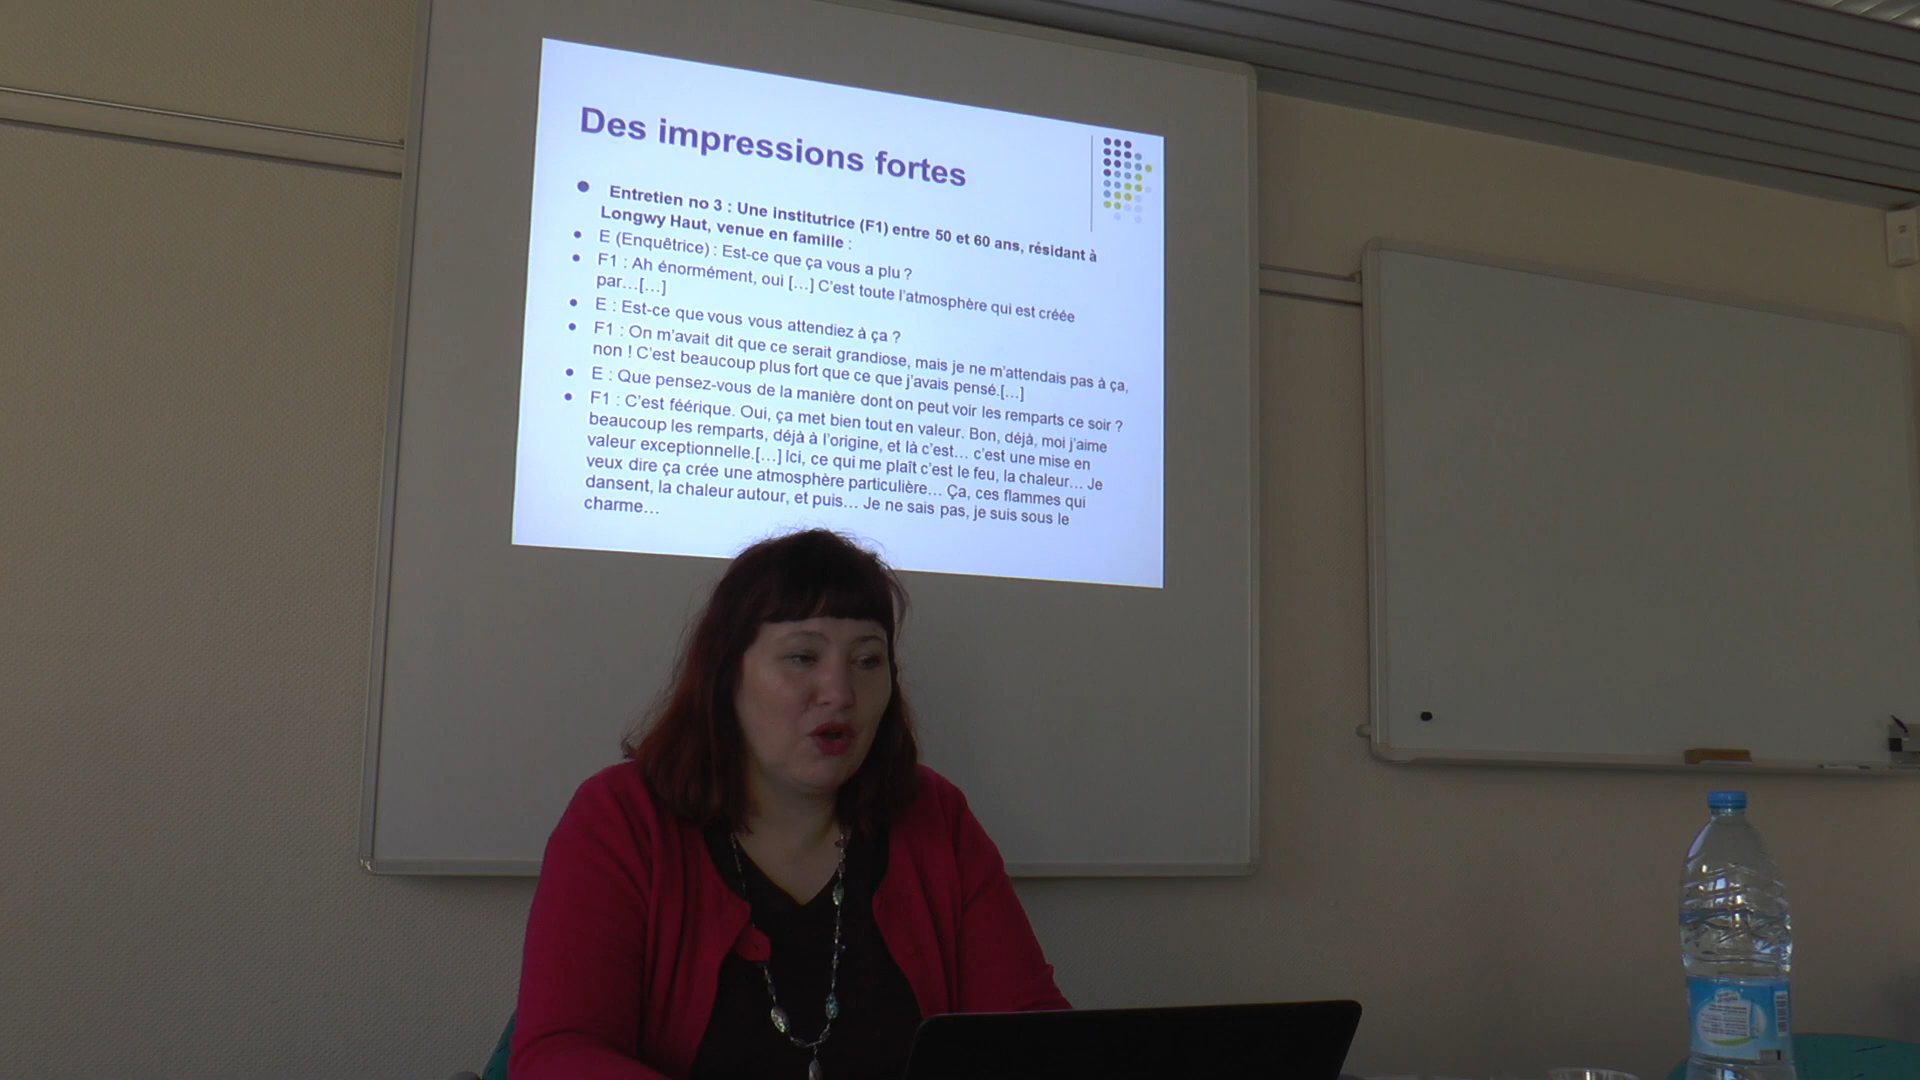 Des impressions fortes
Entretien no 3 : Une institutrice (F1) entre 50 et 60 ans, résidant à
Longwy Haut, venue en famille :
E (Enquêtrice) : Est-ce que ça vous a plu ?
F1 : Ah énormément, oui […] C’est toute l’atmosphère qui est créée
par…[…]
E : Est-ce que vous vous attendiez à ça ?
F1 : On m’avait dit que ce serait grandiose, mais je ne m’attendais pas à ça,
non ! C’est beaucoup plus fort que ce que j’avais pensé.[…]
E : Que pensez-vous de la manière dont on peut voir les remparts ce soir ?
F1 : C’est féérique. Oui, ça met bien tout en valeur. Bon, déjà, moi j’aime
beaucoup les remparts, déjà à l’origine, et là c’est… c’est une mise en
valeur exceptionnelle.[…] Ici, ce qui me plaît c’est le feu, la chaleur… Je
veux dire ça crée une atmosphère particulière… Ça, ces flammes qui
dansent, la chaleur autour, et puis… Je ne sais pas, je suis sous le
charme…